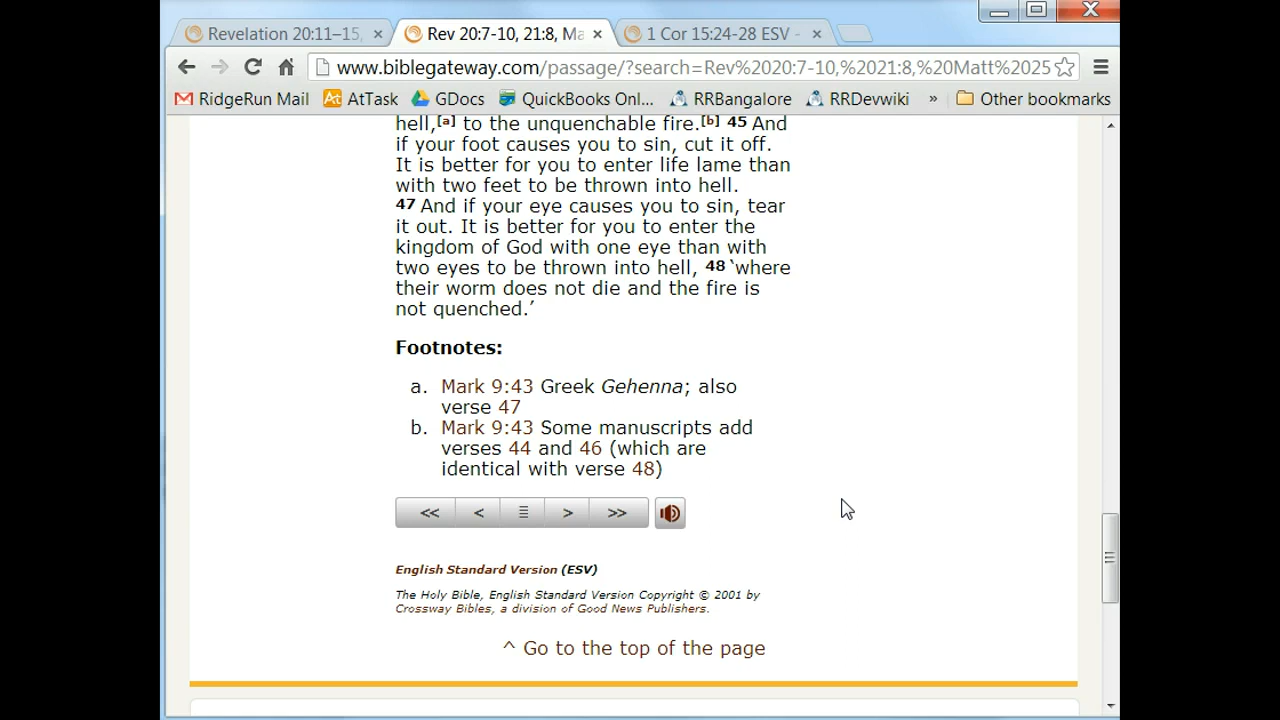 Revelation 20:11–15,
Rev 20:7-10, 21:8, Ma
1 Cor 15:24-28 ESV -
www.biblegateway.com/passage/?search=Rev%2020:7-10,%2021:8,%20Matt%2025
RidgeRun Mail AtTask GDocs QuickBooks Onl... RRBangalore RRDevwiki » Other bookmarks
hell,[a] to the unquenchable fire.[b] 45 And
if your foot causes you to sin, cut it off.
It is better for you to enter life lame than
with two feet to be thrown into hell.
47 And if your eye causes you to sin, tear
it out. It is better for you to enter the
kingdom of God with one eye than with
two eyes to be thrown into hell, 48 ‘where
their worm does not die and the fire is
not quenched.’
Footnotes:
a. Mark 9:43 Greek Gehenna; also
verse 47
b. Mark 9:43 Some manuscripts add
verses 44 and 46 (which are
identical with verse 48)
<< < ≡ > >>
English Standard Version (ESV)
The Holy Bible, English Standard Version Copyright © 2001 by
Crossway Bibles, a division of Good News Publishers.
^ Go to the top of the page